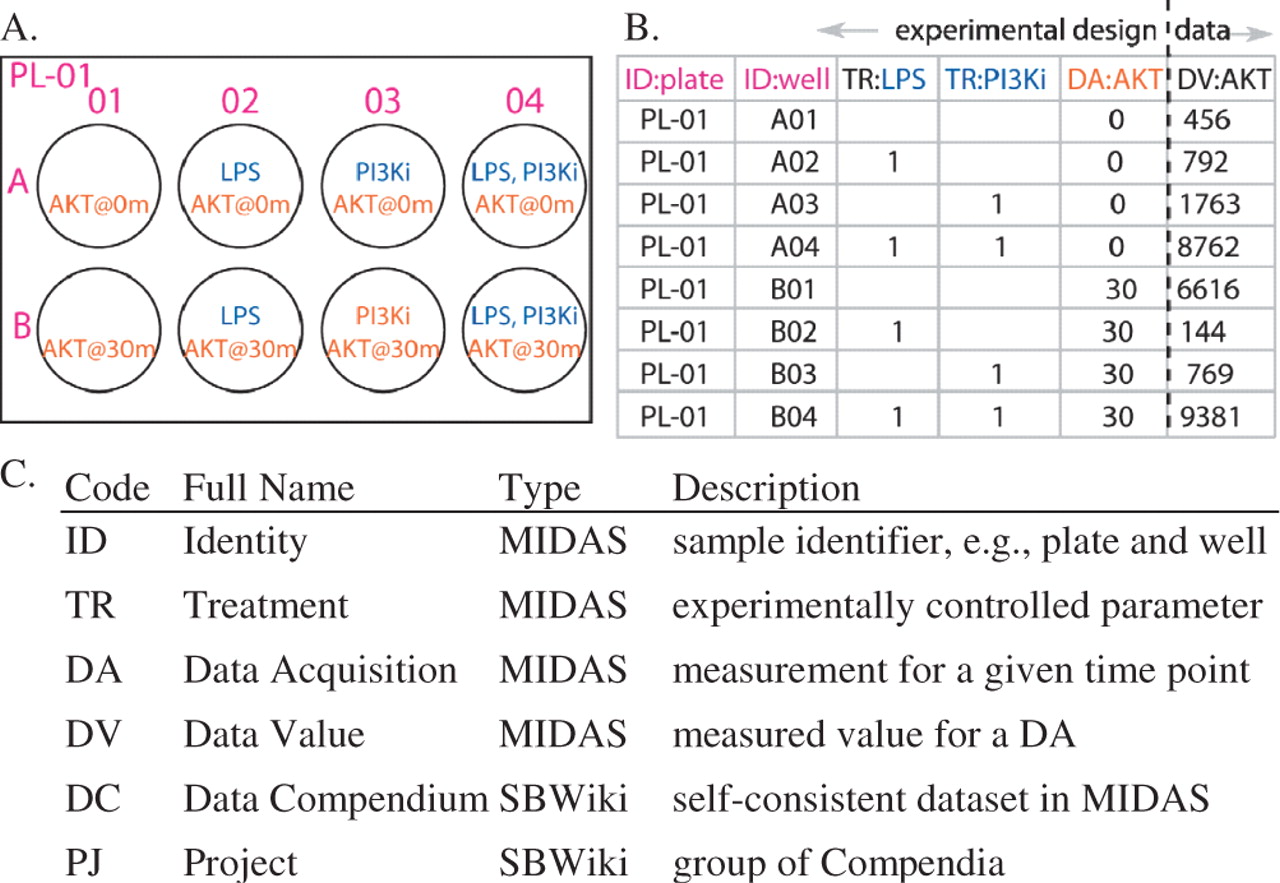 A.
PL-01
01 02 03 04
A
LPS PI3Ki LPS, PI3Ki
AKT@0m AKT@0m AKT@0m AKT@0m
B
LPS PI3Ki LPS, PI3Ki
AKT@30m AKT@30m AKT@30m AKT@30m
B.
experimental design data
ID:plate ID:well TR:LPS TR:PI3Ki DA:AKT DV:AKT
PL-01 A01 0 456
PL-01 A02 1 0 792
PL-01 A03 1 0 1763
PL-01 A04 1 1 0 8762
PL-01 B01 30 6616
PL-01 B02 1 30 144
PL-01 B03 1 30 769
PL-01 B04 1 1 30 9381
C.
Code Full Name Type Description
ID Identity MIDAS sample identifier, e.g., plate and well
TR Treatment MIDAS experimentally controlled parameter
DA Data Acquisition MIDAS measurement for a given time point
DV Data Value MIDAS measured value for a DA
DC Data Compendium SBWiki self-consistent dataset in MIDAS
PJ Project SBWiki group of Compendia